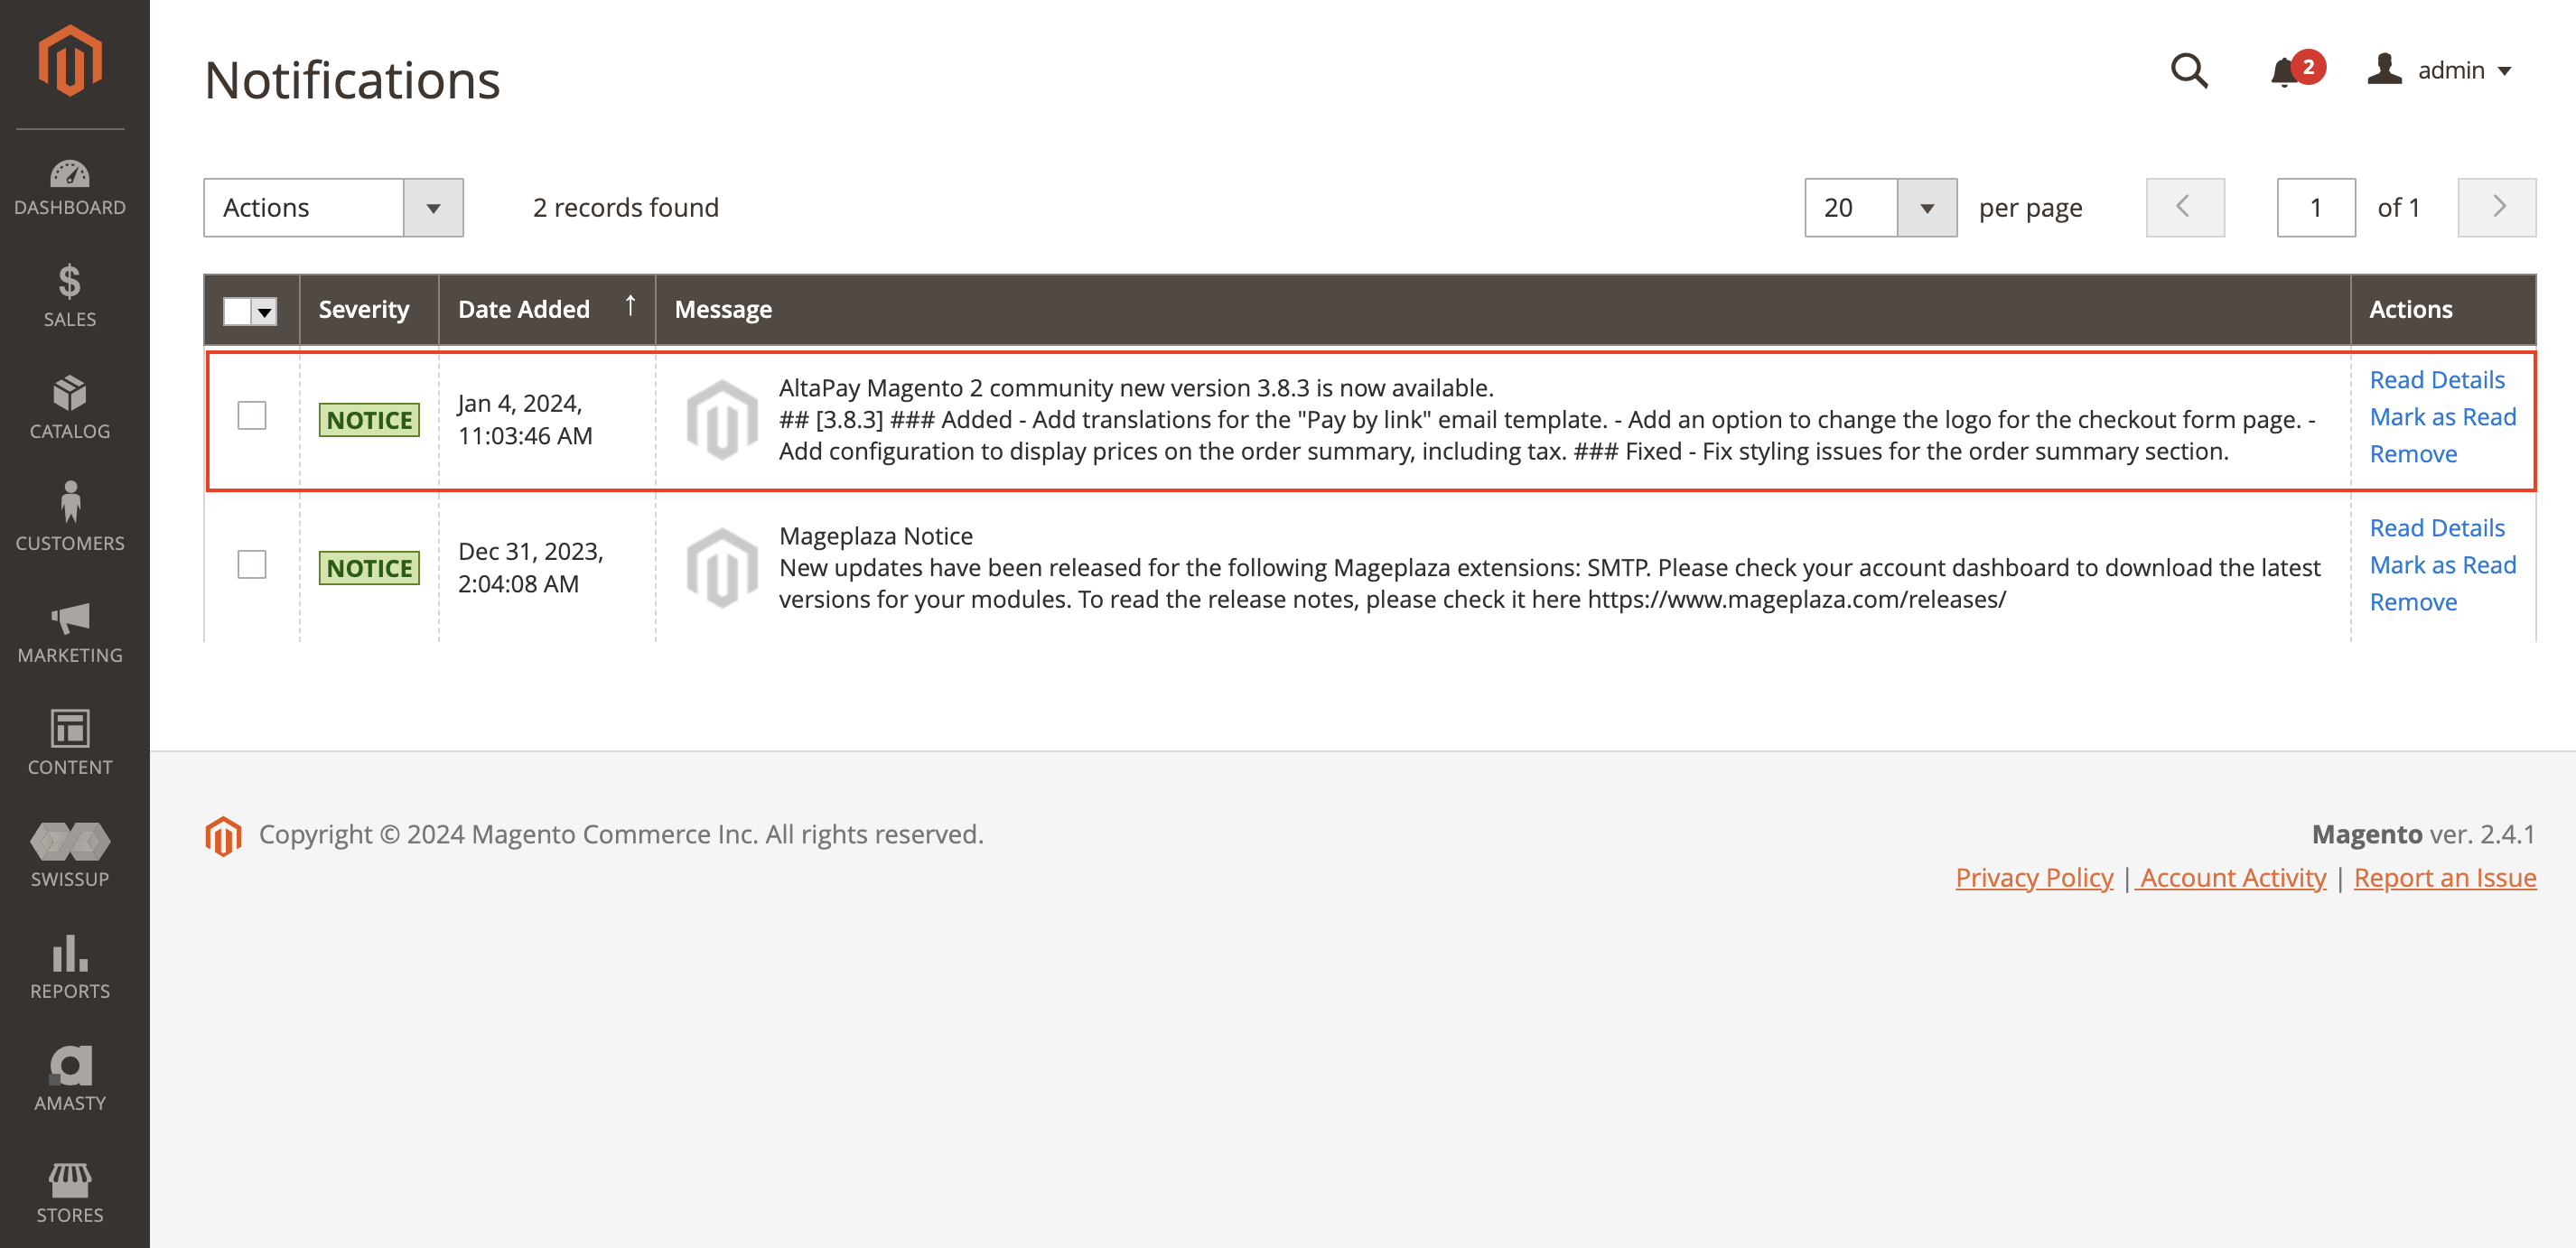 Notifications
2
admin
DASHBOARD
SALES
CATALOG
CUSTOMERS
MARKETING
CONTENT
SWISSUP
REPORTS
AMASTY
STORES
Actions
2 records found
20
per page
1
of 1
Severity
Date Added ↑
Message
Actions
NOTICE
Jan 4, 2024,
11:03:46 AM
AltaPay Magento 2 community new version 3.8.3 is now available.
## [3.8.3] ### Added - Add translations for the "Pay by link" email template. - Add an option to change the logo for the checkout form page. -
Add configuration to display prices on the order summary, including tax. ### Fixed - Fix styling issues for the order summary section.
Read Details
Mark as Read
Remove
NOTICE
Dec 31, 2023,
2:04:08 AM
Mageplaza Notice
New updates have been released for the following Mageplaza extensions: SMTP. Please check your account dashboard to download the latest
versions for your modules. To read the release notes, please check it here https://www.mageplaza.com/releases/
Read Details
Mark as Read
Remove
Copyright © 2024 Magento Commerce Inc. All rights reserved.
Magento ver. 2.4.1
Privacy Policy | Account Activity | Report an Issue